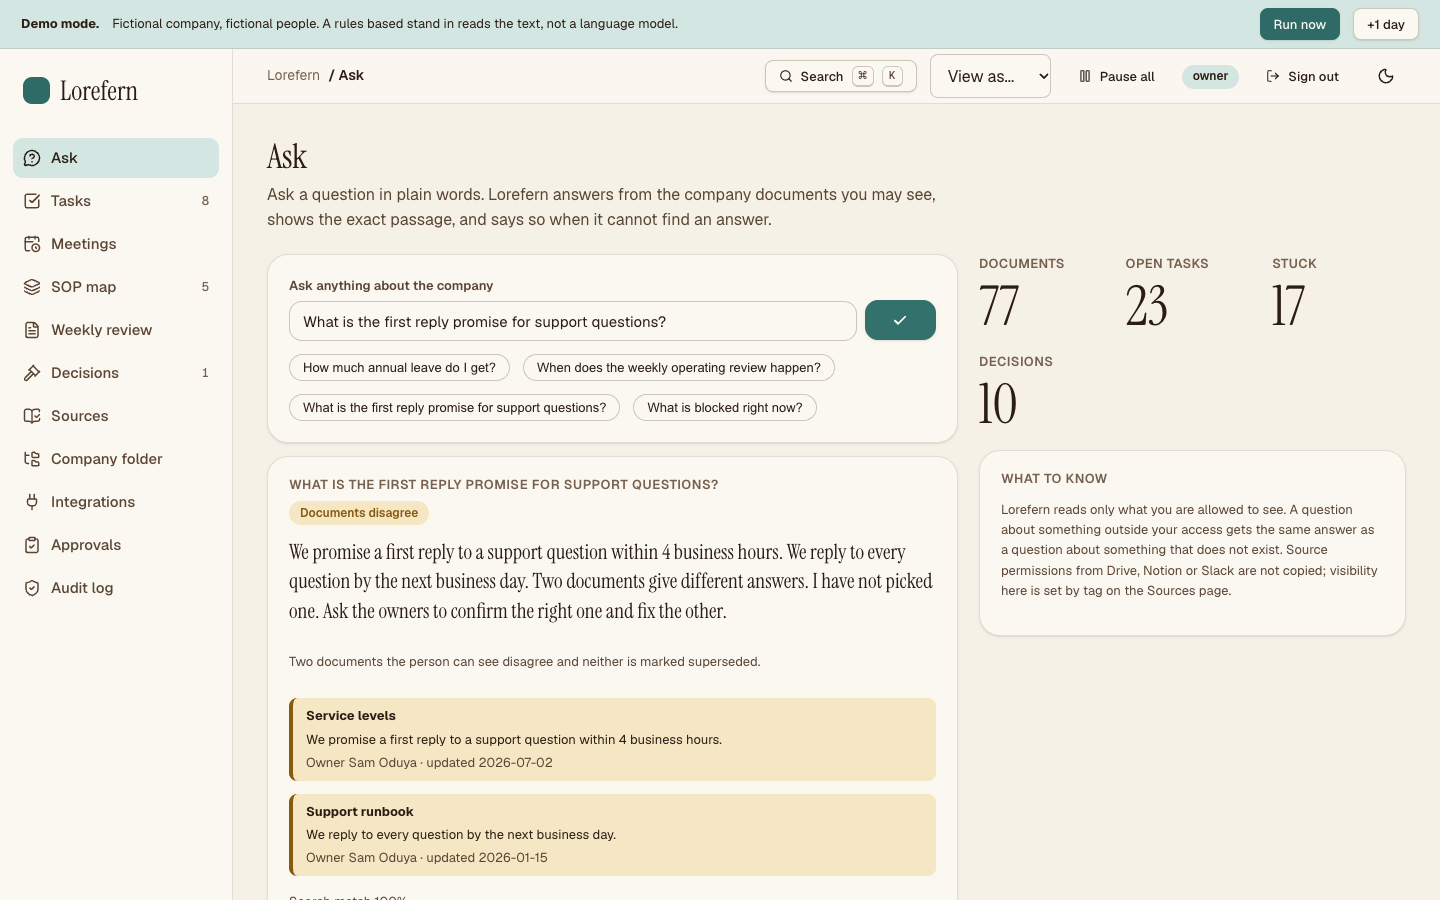 Demo mode. Fictional company, fictional people. A rules based stand in reads the text, not a language model.
Run now
+1 day
Lorefern
Lorefern / Ask
Search ⌘ K
View as...
Pause all
owner
Sign out
Ask
Tasks 8
Meetings
SOP map 5
Weekly review
Decisions 1
Sources
Company folder
Integrations
Approvals
Audit log
Ask
Ask a question in plain words. Lorefern answers from the company documents you may see,
shows the exact passage, and says so when it cannot find an answer.
Ask anything about the company
What is the first reply promise for support questions?
How much annual leave do I get?
When does the weekly operating review happen?
What is the first reply promise for support questions?
What is blocked right now?
WHAT IS THE FIRST REPLY PROMISE FOR SUPPORT QUESTIONS?
Documents disagree
We promise a first reply to a support question within 4 business hours. We reply to every
question by the next business day. Two documents give different answers. I have not picked
one. Ask the owners to confirm the right one and fix the other.
Two documents the person can see disagree and neither is marked superseded.
Service levels
We promise a first reply to a support question within 4 business hours.
Owner Sam Oduya · updated 2026-07-02
Support runbook
We reply to every question by the next business day.
Owner Sam Oduya · updated 2026-01-15
Search match 100%
DOCUMENTS
77
OPEN TASKS
23
STUCK
17
DECISIONS
10
WHAT TO KNOW
Lorefern reads only what you are allowed to see. A question
about something outside your access gets the same answer as
a question about something that does not exist. Source
permissions from Drive, Notion or Slack are not copied; visibility
here is set by tag on the Sources page.